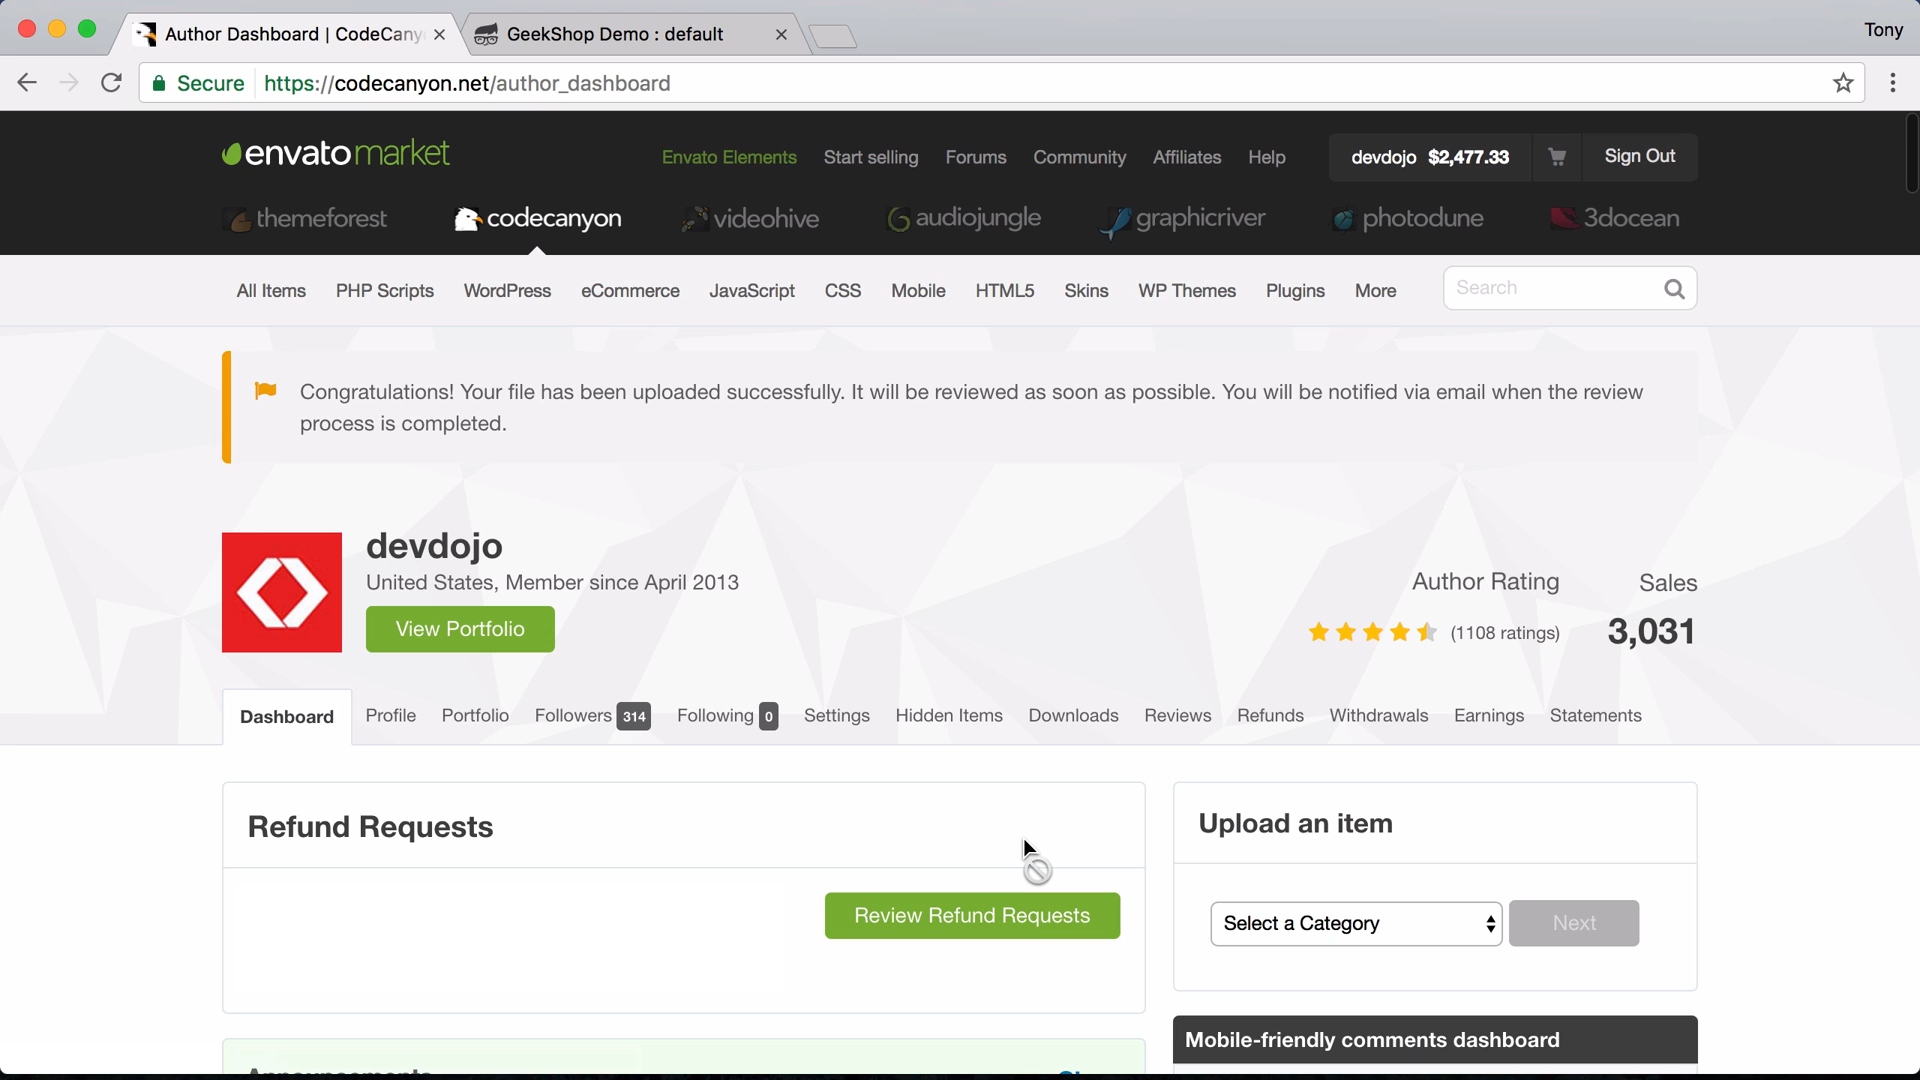 Author Dashboard | CodeCany
GeekShop Demo : default
Tony
Secure
https://codecanyon.net/author_dashboard
envatomarket
Envato Elements
Start selling
Forums
Community
Affiliates
Help
devdojo $2,477.33
Sign Out
themeforest
codecanyon
videohive
audiojungle
graphicriver
photodune
3docean
All Items
PHP Scripts
WordPress
eCommerce
JavaScript
CSS
Mobile
HTML5
Skins
WP Themes
Plugins
More
Search
Congratulations! Your file has been uploaded successfully. It will be reviewed as soon as possible. You will be notified via email when the review
process is completed.
devdojo
United States, Member since April 2013
View Portfolio
Author Rating
Sales
(1108 ratings)
3,031
Dashboard
Profile
Portfolio
Followers 314
Following 0
Settings
Hidden Items
Downloads
Reviews
Refunds
Withdrawals
Earnings
Statements
Refund Requests
Review Refund Requests
Upload an item
Select a Category
Next
Mobile-friendly comments dashboard
Announcements